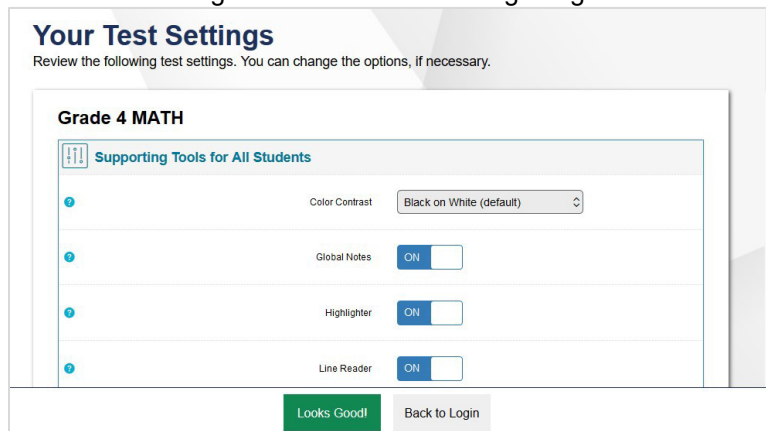 Your Test Settings
Review the following test settings. You can change the options, if necessary.
Grade 4 MATH
Supporting Tools for All Students
Color Contrast Black on White (default)
Global Notes ON
Highlighter ON
Line Reader ON
Looks Good! Back to Login